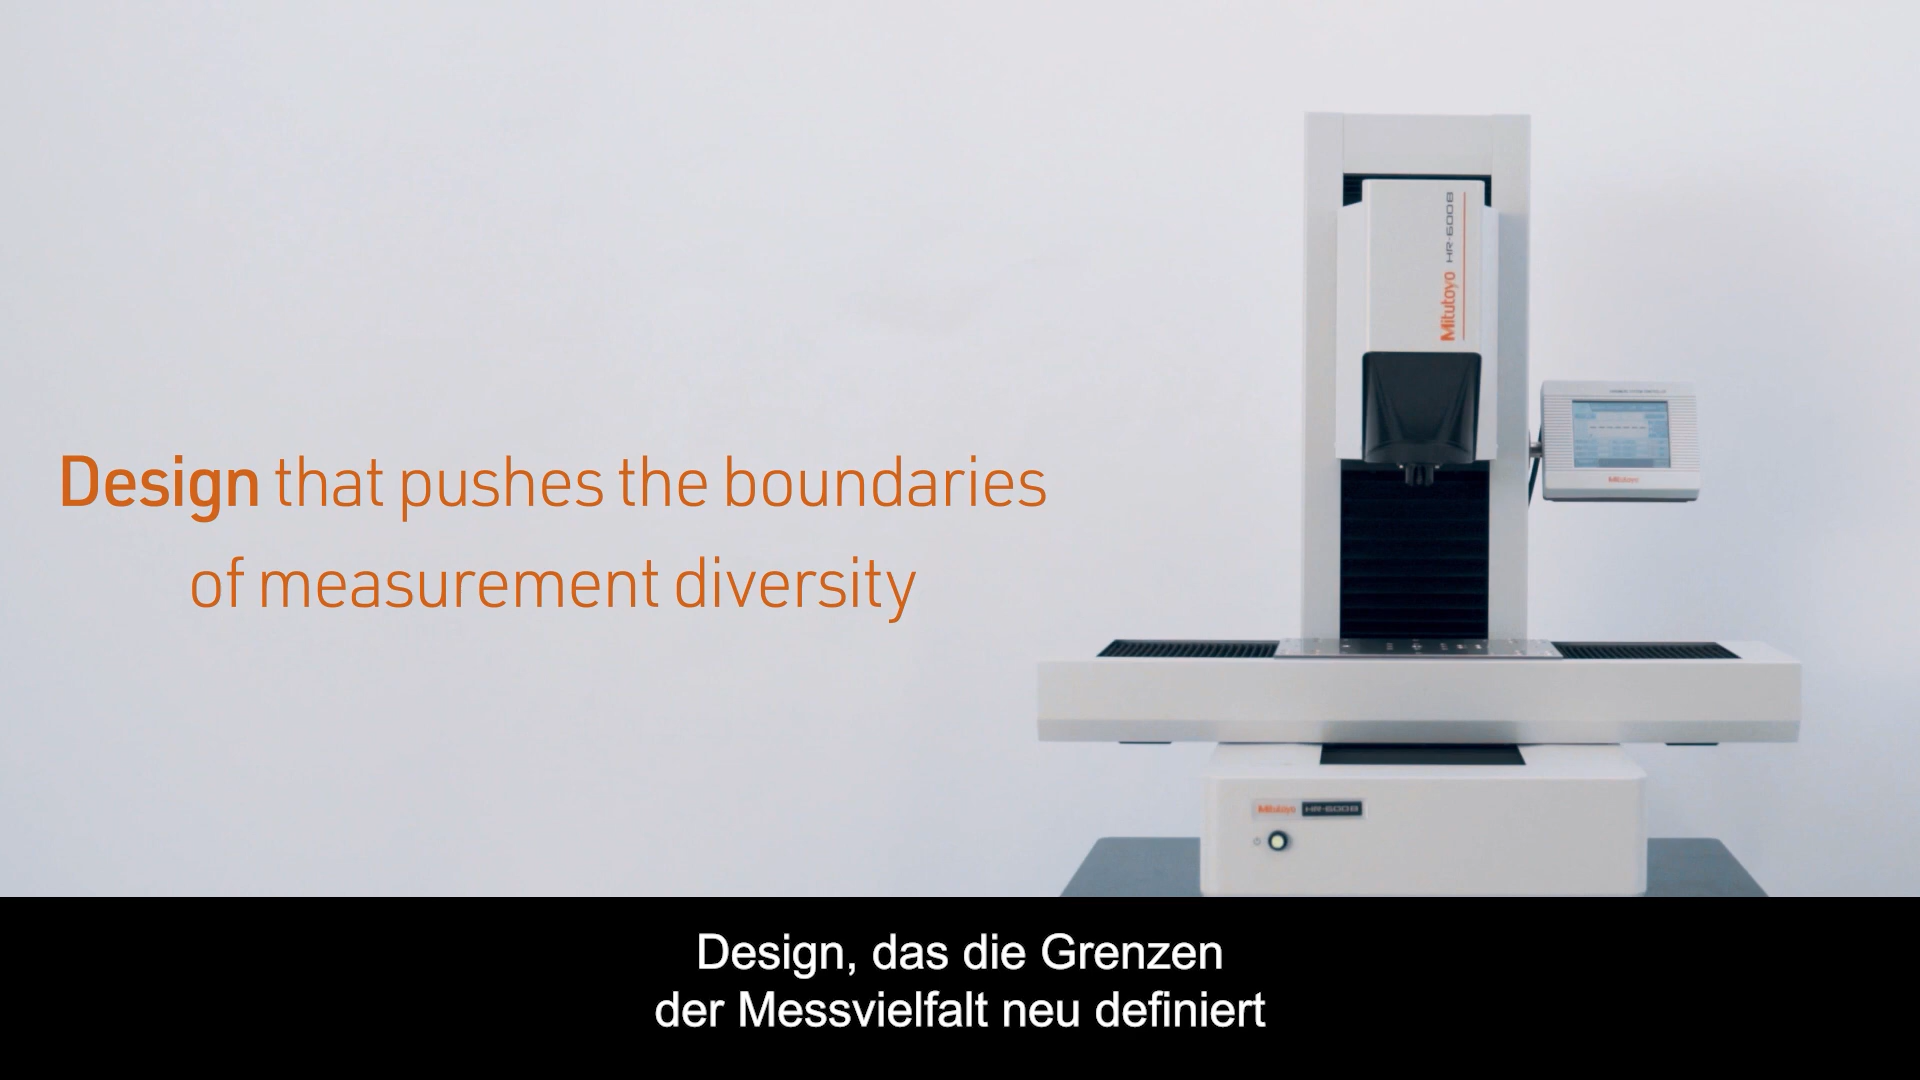 Design that pushes the boundaries
of measurement diversity
Mitutoyo HR-600B
Mitutoyo
Mitutoyo HR-600B
Design, das die Grenzen
der Messvielfalt neu definiert